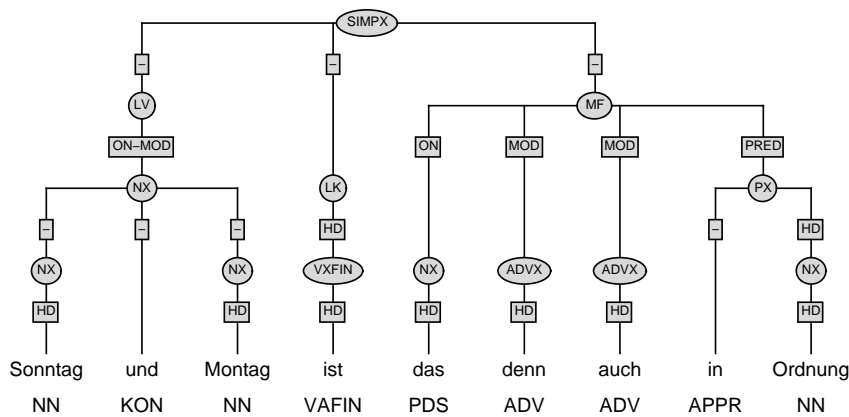 SIMPX
– – –
LV MF
ON–MOD ON MOD MOD PRED
NX LK PX
– – – HD – HD
NX NX VXFIN NX ADVX ADVX NX
HD HD HD HD HD HD HD
Sonntag und Montag ist das denn auch in Ordnung
NN KON NN VAFIN PDS ADV ADV APPR NN